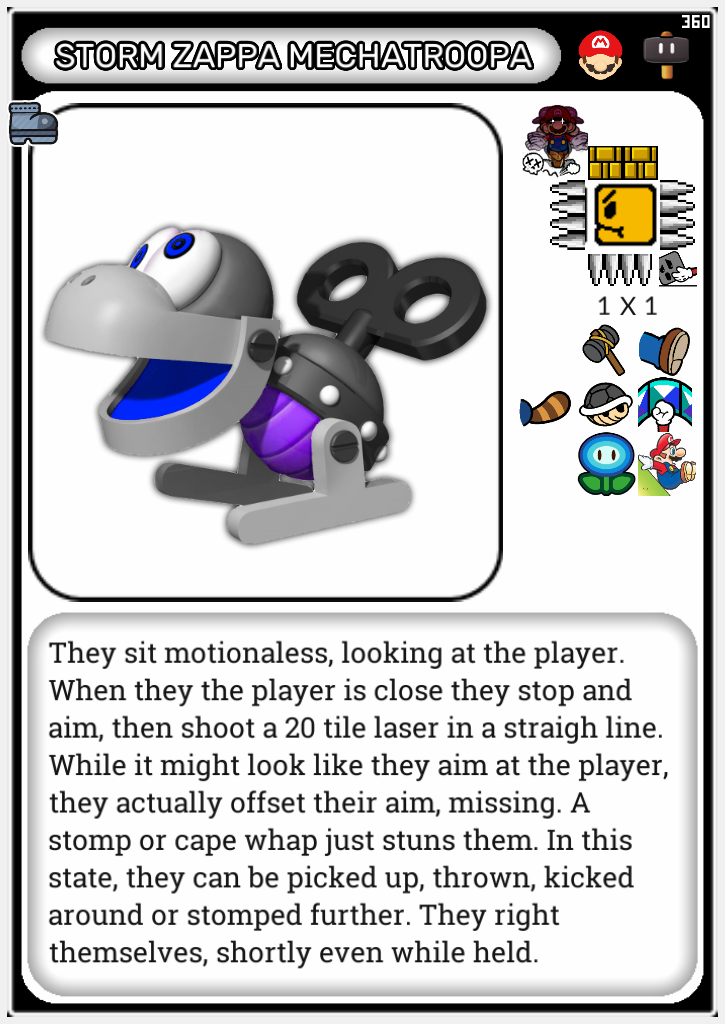 360
STORM ZAPPA MECHATROOPA
1 X 1
They sit motionaless, looking at the player.
When they the player is close they stop and
aim, then shoot a 20 tile laser in a straigh line.
While it might look like they aim at the player,
they actually offset their aim, missing. A
stomp or cape whap just stuns them. In this
state, they can be picked up, thrown, kicked
around or stomped further. They right
themselves, shortly even while held.